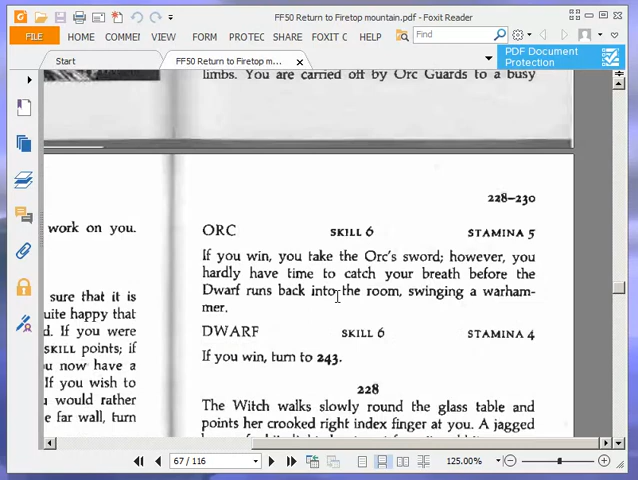 FF50 Return to Firetop mountain.pdf - Foxit Reader
FILE HOME COMMEI VIEW FORM PROTEC SHARE FOXIT C HELP Find
Start FF50 Return to Firetop m... PDF Document
Protection
limbs. You are carried off by Orc Guards to a busy
228–230
work on you.
ORC SKILL 6 STAMINA 5
If you win, you take the Orc's sword; however, you
hardly have time to catch your breath before the
Dwarf runs back into the room, swinging a warham-
mer.
sure that it is
uite happy that
d. If you were
SKILL points; if
u now have a
If you wish to
would rather
e far wall, turn
DWARF SKILL 6 STAMINA 4
If you win, turn to 243.
228
The Witch walks slowly round the glass table and
points her crooked right index finger at you. A jagged
67 / 116 125.00%